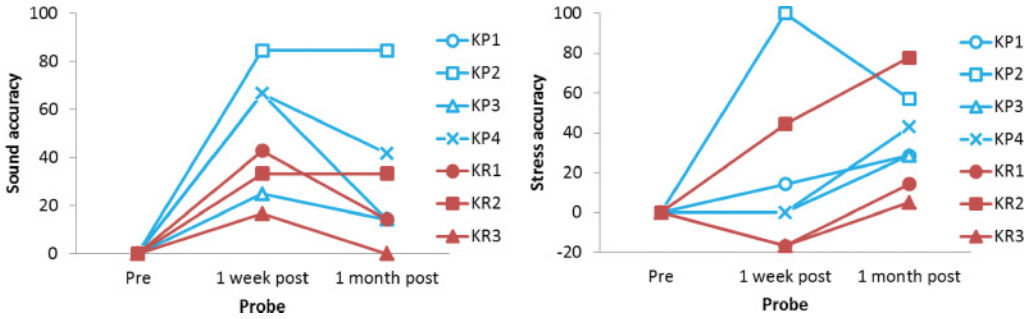 100
80
60
40
20
0
Sound accuracy
Pre
1 week post
1 month post
Probe
KP1
KP2
KP3
KP4
KR1
KR2
KR3
100
80
60
40
20
0
-20
Stress accuracy
Pre
1 week post
1 month post
Probe
KP1
KP2
KP3
KP4
KR1
KR2
KR3